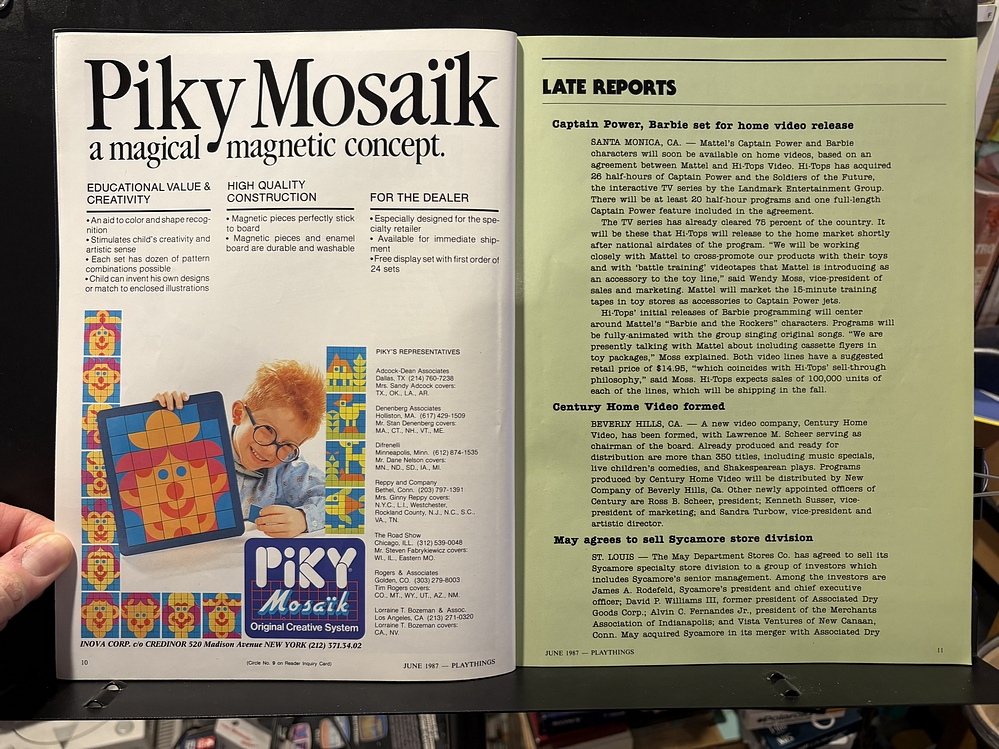 Piky Mosaïk
a magical magnetic concept.
EDUCATIONAL VALUE &
CREATIVITY
• An aid to color and shape recog-
nition
• Stimulates child's creativity and
artistic sense
• Each set has dozen of pattern
combinations possible
• Child can invent his own designs
or match to enclosed illustrations
HIGH QUALITY
CONSTRUCTION
• Magnetic pieces perfectly stick
to board
• Magnetic pieces and enamel
board are durable and washable
FOR THE DEALER
• Especially designed for the spe-
cialty retailer
• Available for immediate ship-
ment
• Free display set with first order of
24 sets
PIKY'S REPRESENTATIVES
Adcock-Dean Associates
Dallas, TX (214) 760-7238
Mrs. Sandy Adcock covers:
TX., OK., LA., AR.
Denenberg Associates
Holliston, MA. (617) 429-1509
Mr. Stan Denenberg covers:
MA., CT., NH., VT., ME.
Difrenelli
Minneapolis, Minn. (612) 874-1535
Mr. Dane Nelson covers:
MN., ND., SD., IA., MI.
Reppy and Company
Bethel, Conn. (203) 797-1391
Mrs. Ginny Reppy covers:
N.Y.C., L.I., Westchester,
Rockland County, N.J., N.C., S.C.,
VA., TN.
The Road Show
Chicago, ILL. (312) 539-0048
Mr. Steven Fabrykiewicz covers:
WI., IL., Eastern MO.
Rogers & Associates
Golden, CO. (303) 279-8003
Tim Rogers covers:
CO., MT., WY., UT., AZ., NM.
Lorraine T. Bozeman & Assoc.
Los Angeles, CA (213) 271-0320
Lorraine T. Bozeman covers:
CA., NV.
PiKY
Mosaïk
Original Creative System
INOVA CORP. c/o CREDINOR 520 Madison Avenue NEW YORK (212) 371.34.02
10
(Circle No. 9 on Reader Inquiry Card)
JUNE 1987 — PLAYTHINGS
LATE REPORTS
Captain Power, Barbie set for home video release
SANTA MONICA, CA. — Mattel's Captain Power and Barbie
characters will soon be available on home videos, based on an
agreement between Mattel and Hi-Tops Video. Hi-Tops has acquired
26 half-hours of Captain Power and the Soldiers of the Future,
the interactive TV series by the Landmark Entertainment Group.
There will be at least 20 half-hour programs and one full-length
Captain Power feature included in the agreement.
The TV series has already cleared 75 percent of the country. It
will be these that Hi-Tops will release to the home market shortly
after national airdates of the program. “We will be working
closely with Mattel to cross-promote our products with their toys
and with ‘battle training’ videotapes that Mattel is introducing as
an accessory to the toy line,” said Wendy Moss, vice-president of
sales and marketing. Mattel will market the 15-minute training
tapes in toy stores as accessories to Captain Power jets.
Hi-Tops' initial releases of Barbie programming will center
around Mattel's “Barbie and the Rockers” characters. Programs will
be fully-animated with the group singing original songs. “We are
presently talking with Mattel about including cassette flyers in
toy packages,” Moss explained. Both video lines have a suggested
retail price of $14.95, “which coincides with Hi-Tops' sell-through
philosophy,” said Moss. Hi-Tops expects sales of 100,000 units of
each of the lines, which will be shipping in the fall.
Century Home Video formed
BEVERLY HILLS, CA. — A new video company, Century Home
Video, has been formed, with Lawrence M. Scheer serving as
chairman of the board. Already produced and ready for
distribution are more than 350 titles, including music specials,
live children's comedies, and Shakespearean plays. Programs
produced by Century Home Video will be distributed by New
Company of Beverly Hills, Ca. Other newly appointed officers of
Century are Ross B. Scheer, president; Kenneth Susser, vice-
president of marketing; and Sandra Turbow, vice-president and
artistic director.
May agrees to sell Sycamore store division
ST. LOUIS — The May Department Stores Co. has agreed to sell its
Sycamore specialty store division to a group of investors which
includes Sycamore's senior management. Among the investors are
James A. Rodefeld, Sycamore's president and chief executive
officer; David P. Williams III, former president of Associated Dry
Goods Corp.; Alvin C. Fernandes Jr., president of the Merchants
Association of Indianapolis; and Vista Ventures of New Canaan,
Conn. May acquired Sycamore in its merger with Associated Dry
JUNE 1987 — PLAYTHINGS
11